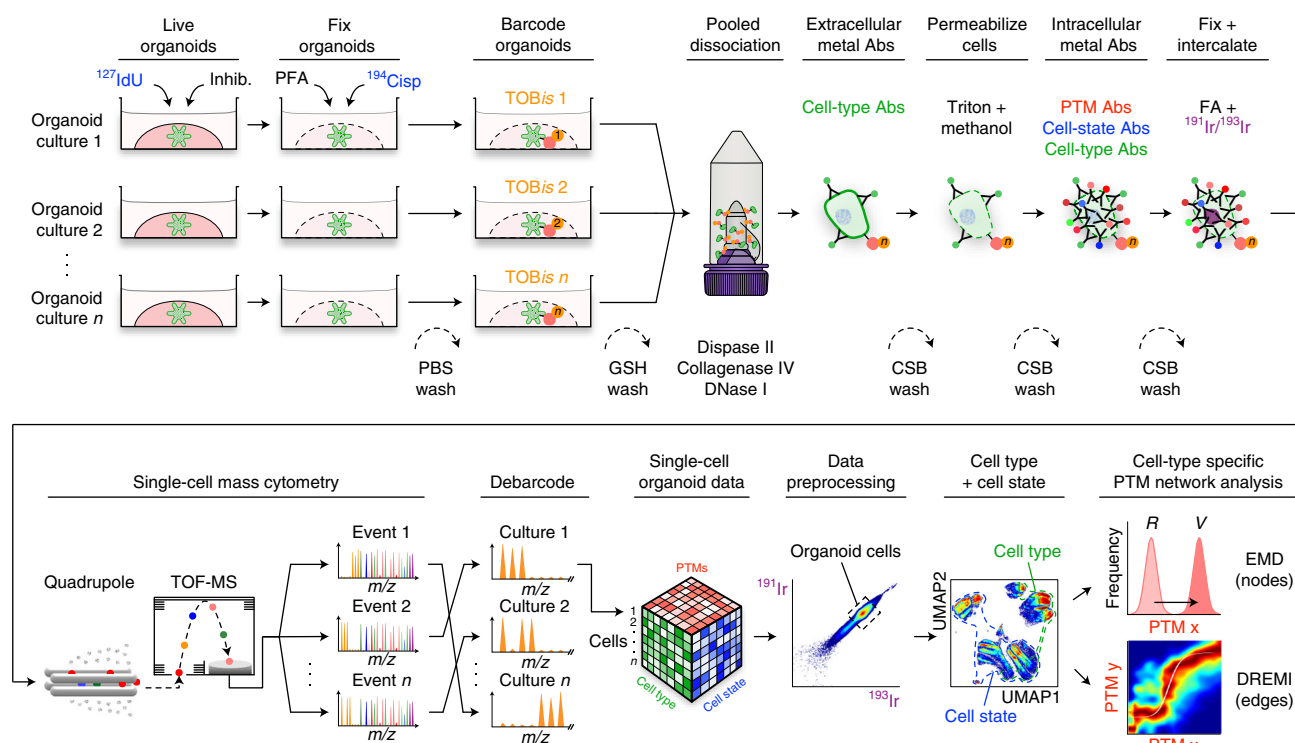 Live
organoids
Fix
organoids
Barcode
organoids
Pooled
dissociation
Extracellular
metal Abs
Permeabilize
cells
Intracellular
metal Abs
Fix +
intercalate
127IdU
Inhib.
PFA
194Cisp
TOBis 1
Cell-type Abs
Triton +
methanol
PTM Abs
Cell-state Abs
Cell-type Abs
FA +
191Ir/193Ir
Organoid
culture 1
1
TOBis 2
Organoid
culture 2
2
n
n
n
n
TOBis n
Organoid
culture n
n
PBS
wash
GSH
wash
Dispase II
Collagenase IV
DNase I
CSB
wash
CSB
wash
CSB
wash
Single-cell mass cytometry
Debarcode
Single-cell
organoid data
Data
preprocessing
Cell type
+ cell state
Cell-type specific
PTM network analysis
Quadrupole
TOF-MS
Event 1
m/z
Event 2
m/z
Event n
m/z
Culture 1
m/z
Culture 2
m/z
Culture n
m/z
PTMs
1
2
Cells
n
Cell type
Cell state
Organoid cells
191Ir
193Ir
Cell type
UMAP2
UMAP1
Cell state
R
V
Frequency
PTM x
EMD
(nodes)
PTM y
DREMI
(edges)